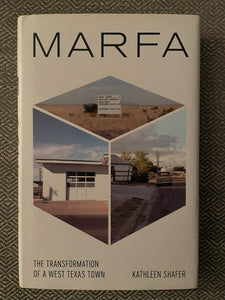 MARFA
THE TRANSFORMATION
OF A WEST TEXAS TOWN
KATHLEEN SHAFER